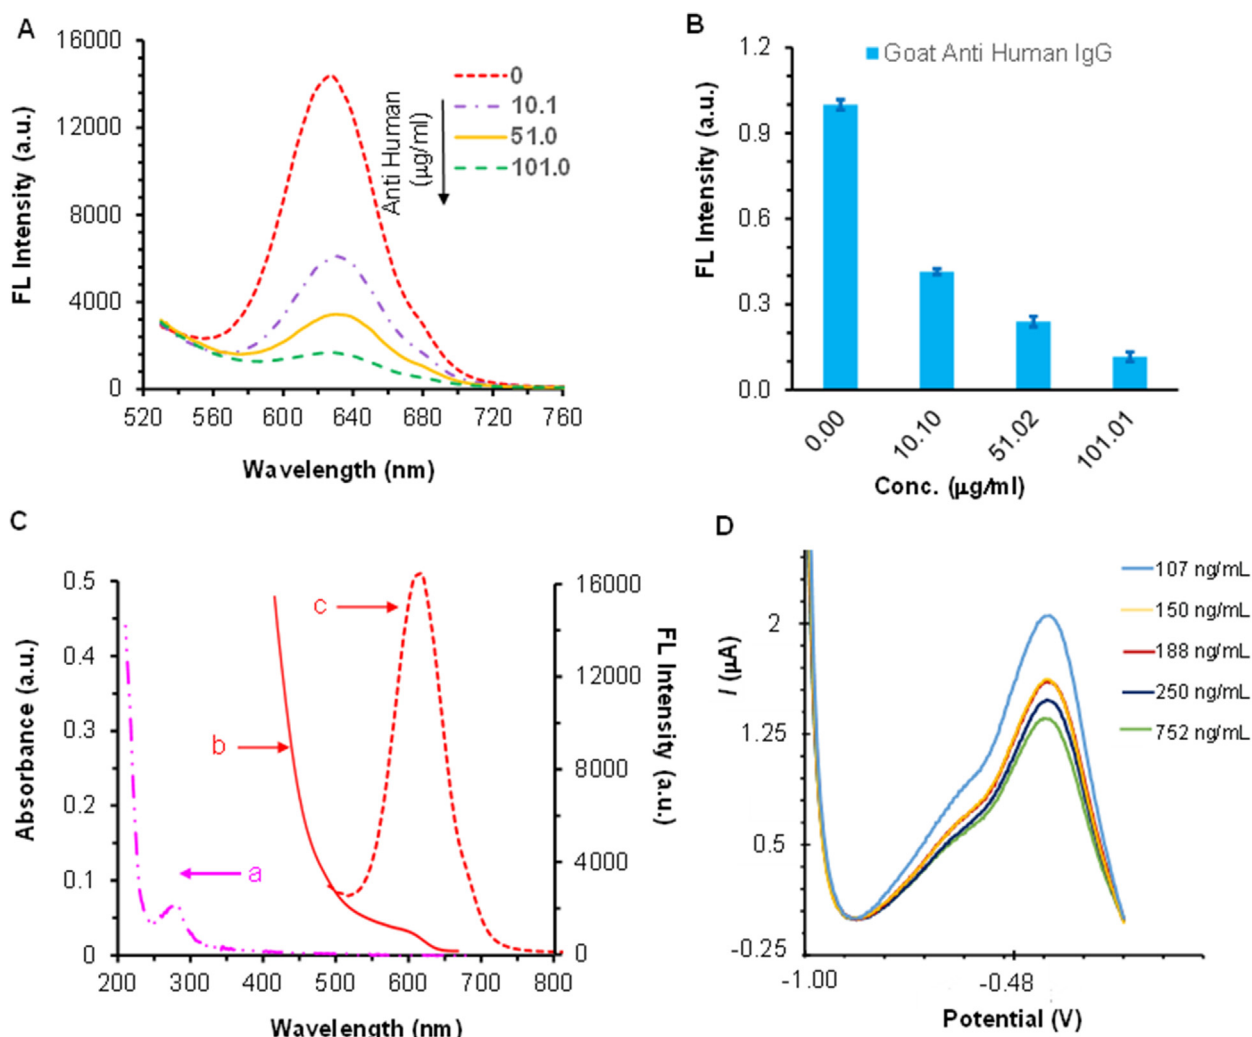 A
16000
12000
8000
4000
0
520 560 600 640 680 720 760
FL Intensity (a.u.)
Wavelength (nm)
Anti Human
(µg/ml)
0
10.1
51.0
101.0
B
1.2
0.9
0.6
0.3
0.0
FL Intensity (a.u.)
Goat Anti Human IgG
0.00 10.10 51.02 101.01
Conc. (µg/ml)
C
0.5
0.4
0.3
0.2
0.1
0
Absorbance (a.u.)
200 300 400 500 600 700 800
Wavelength (nm)
16000
12000
8000
4000
0
FL Intensity (a.u.)
c
b
a
D
2
1.25
0.5
-0.25
I (µA)
-1.00 -0.48
Potential (V)
107 ng/mL
150 ng/mL
188 ng/mL
250 ng/mL
752 ng/mL